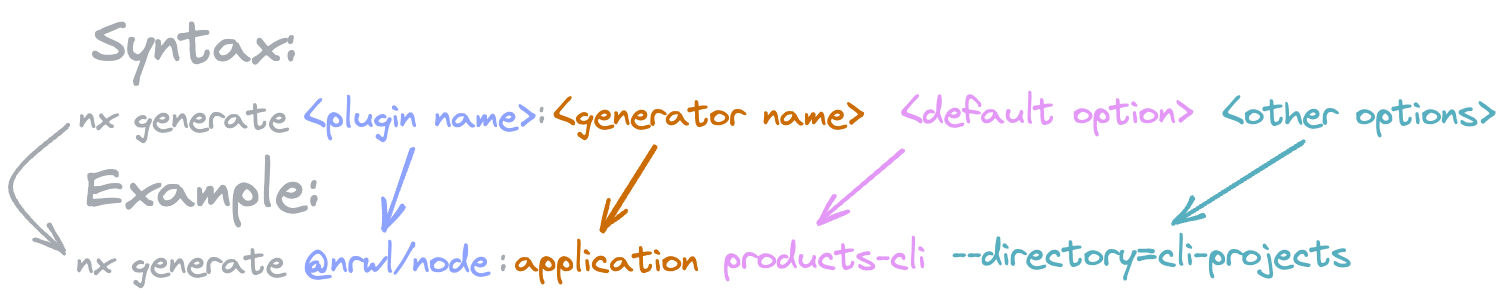 Syntax:
nx generate <plugin name>:<generator name> <default option> <other options>
Example:
nx generate @nrwl/node:application products-cli --directory=cli-projects